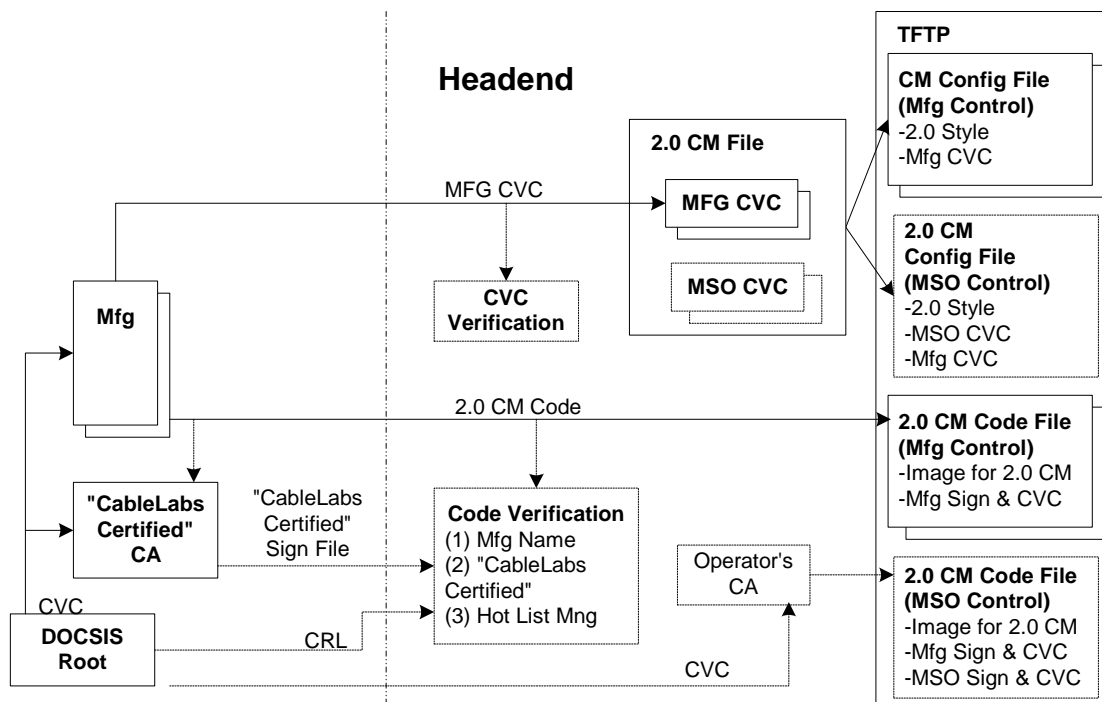 Headend
TFTP
CM Config File
(Mfg Control)
-2.0 Style
-Mfg CVC
2.0 CM File
MFG CVC
MFG CVC
MSO CVC
2.0 CM
Config File
(MSO Control)
-2.0 Style
-MSO CVC
-Mfg CVC
CVC
Verification
Mfg
2.0 CM Code
2.0 CM Code File
(Mfg Control)
-Image for 2.0 CM
-Mfg Sign & CVC
"CableLabs
Certified"
CA
"CableLabs
Certified"
Sign File
Code Verification
(1) Mfg Name
(2) "CableLabs
Certified"
(3) Hot List Mng
Operator's
CA
2.0 CM Code File
(MSO Control)
-Image for 2.0 CM
-Mfg Sign & CVC
-MSO Sign & CVC
CVC
DOCSIS
Root
CRL
CVC